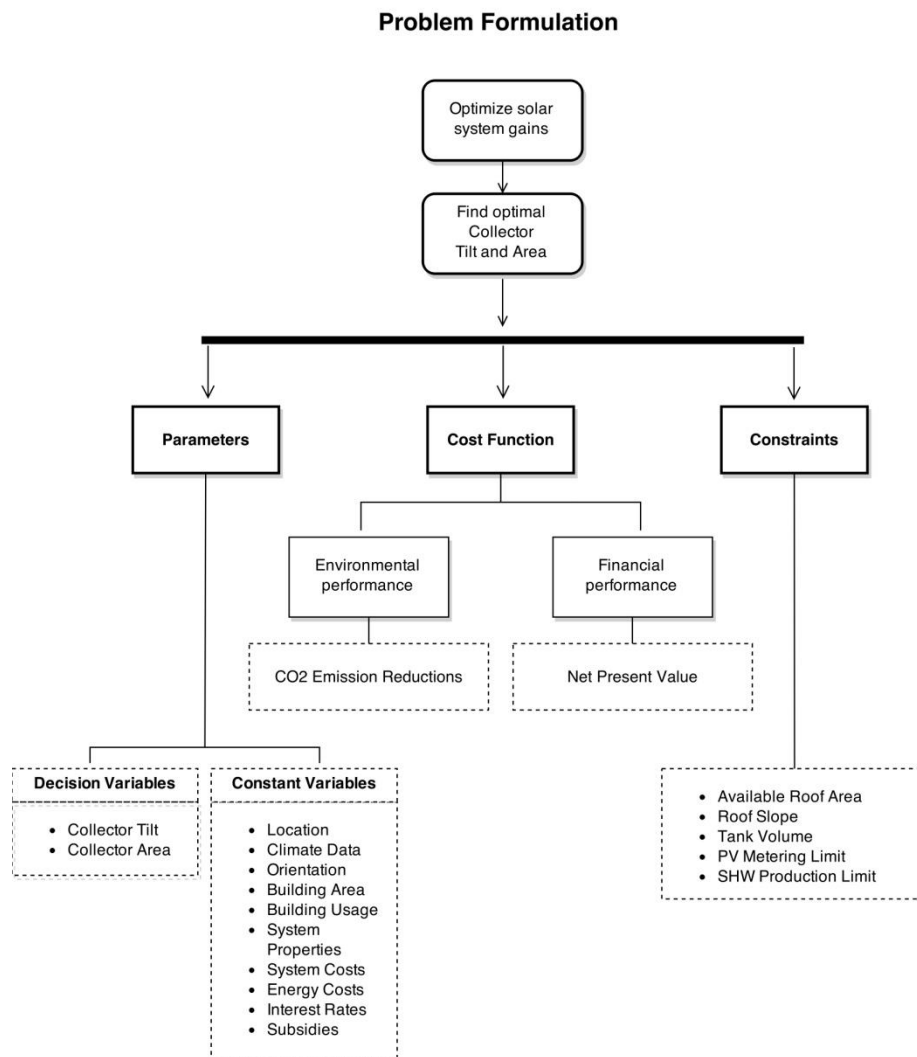 Problem Formulation
Optimize solar
system gains
Find optimal
Collector
Tilt and Area
Parameters
Cost Function
Constraints
Environmental
performance
Financial
performance
CO2 Emission Reductions
Net Present Value
Decision Variables
• Collector Tilt
• Collector Area
Constant Variables
• Location
• Climate Data
• Orientation
• Building Area
• Building Usage
• System
Properties
• System Costs
• Energy Costs
• Interest Rates
• Subsidies
• Available Roof Area
• Roof Slope
• Tank Volume
• PV Metering Limit
• SHW Production Limit